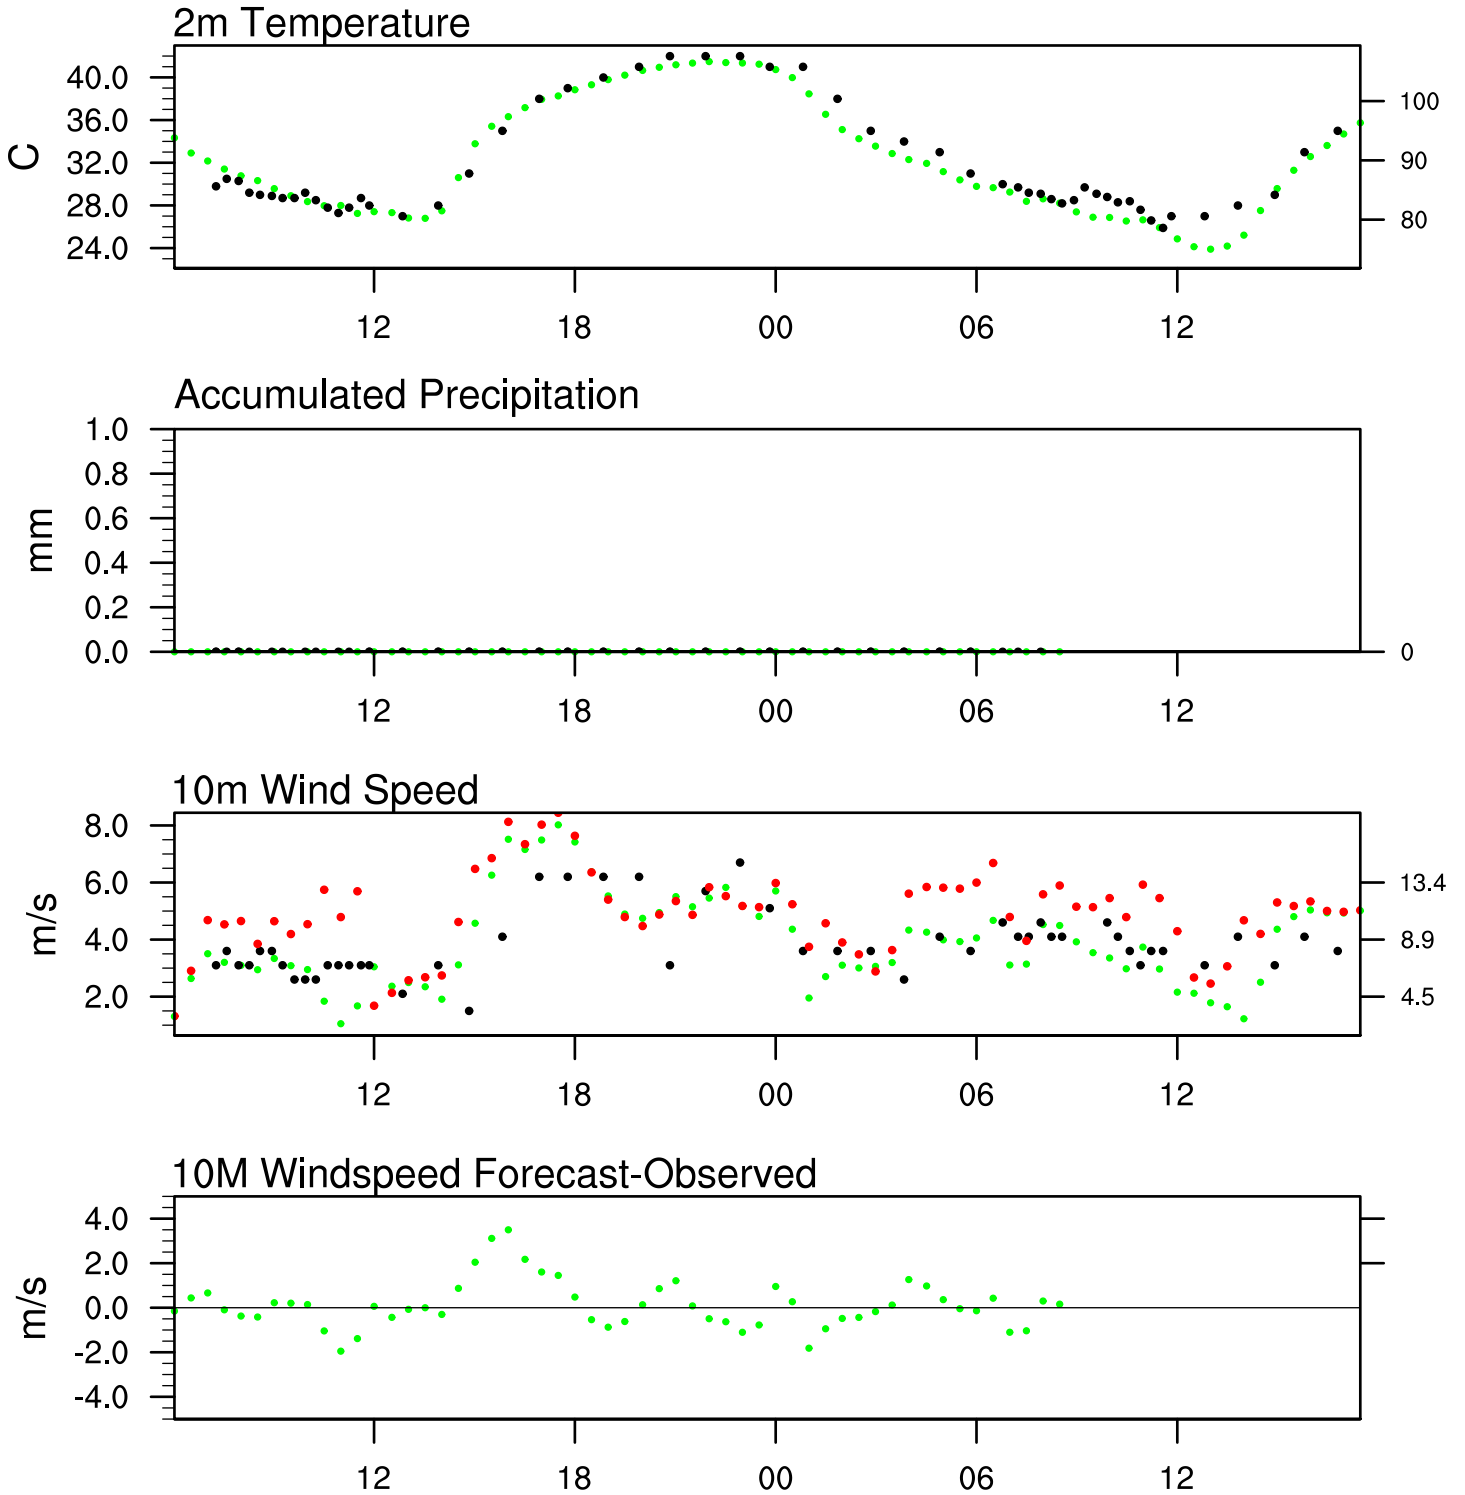 2m Temperature
40.0
36.0
32.0
28.0
24.0
C
100
90
80
12 18 00 06 12
Accumulated Precipitation
1.0
0.8
0.6
0.4
0.2
0.0
mm
0
12 18 00 06 12
10m Wind Speed
8.0
6.0
4.0
2.0
m/s
13.4
8.9
4.5
12 18 00 06 12
10M Windspeed Forecast-Observed
4.0
2.0
0.0
-2.0
-4.0
m/s
12 18 00 06 12